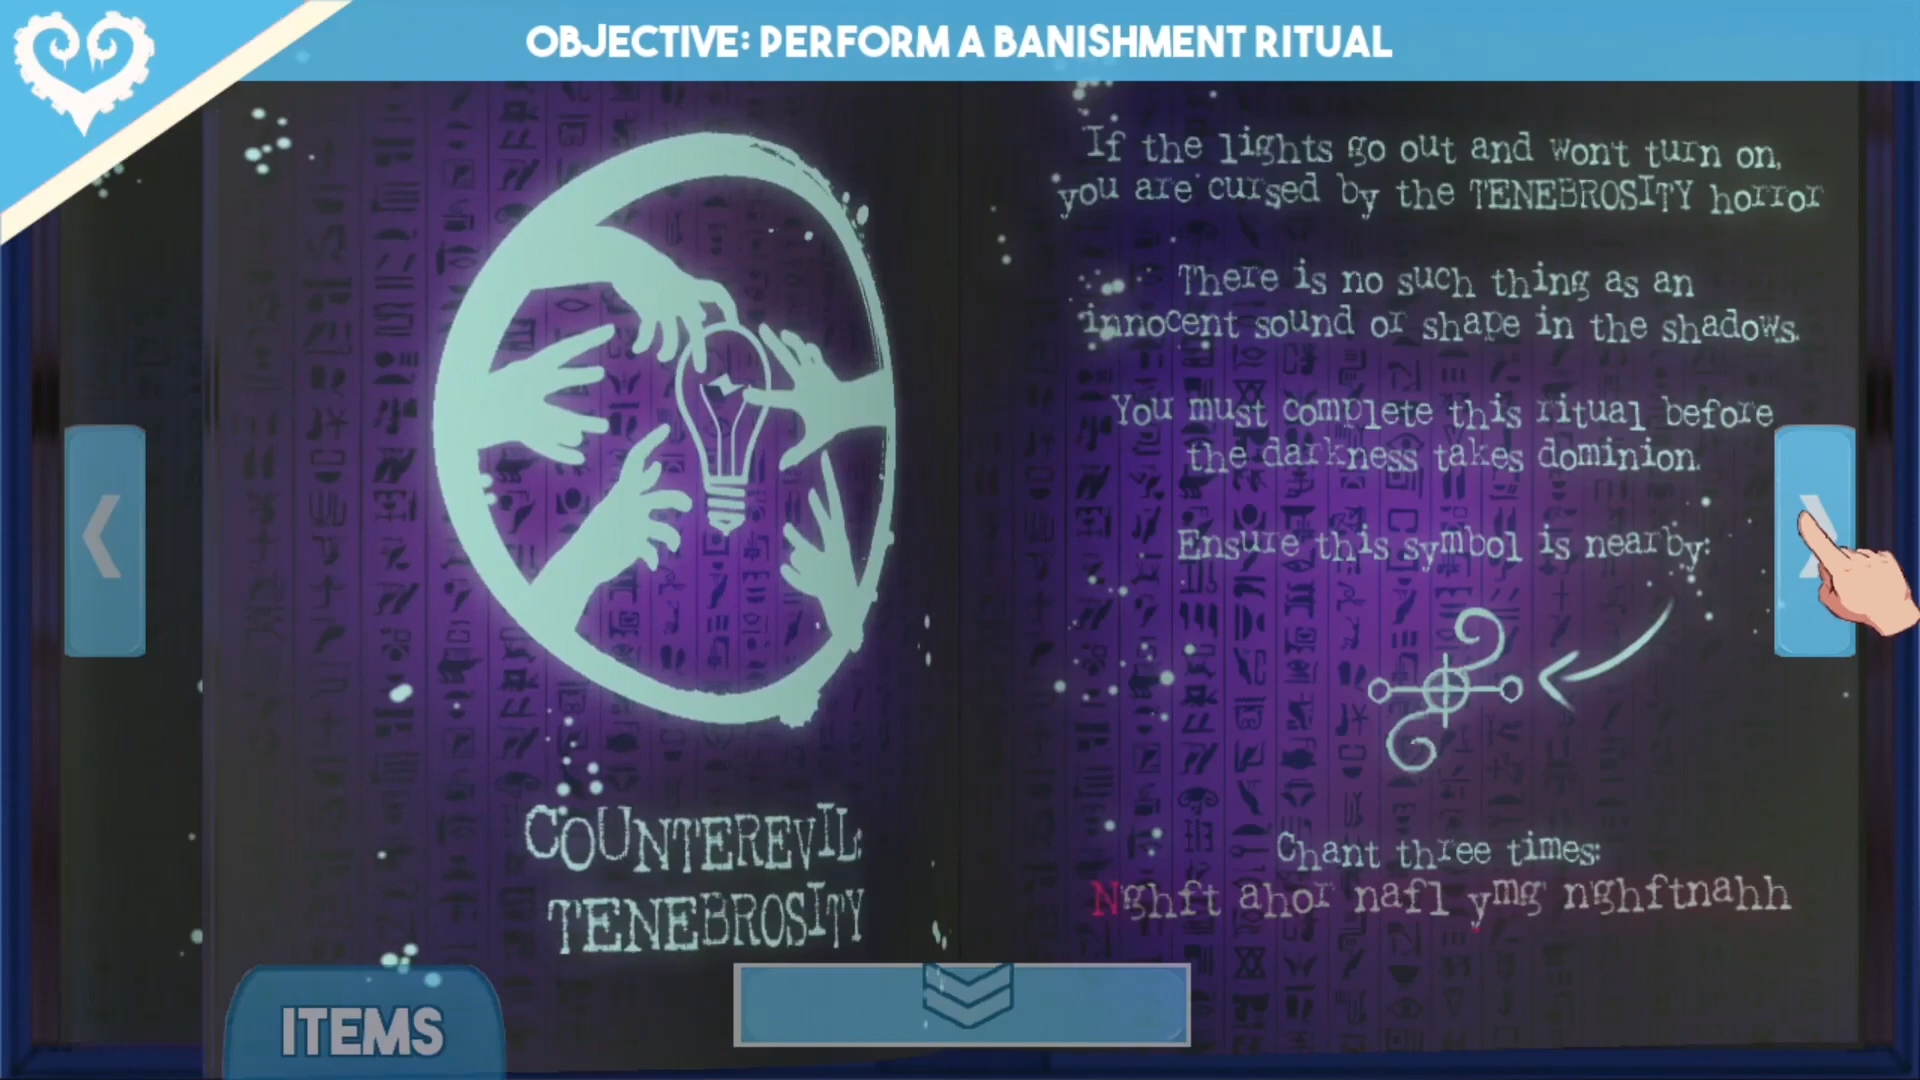 OBJECTIVE: PERFORM A BANISHMENT RITUAL
COUNTEREVIL:
TENEBROSITY
If the lights go out and wont turn on,
you are cursed by the TENEBROSITY horror
There is no such thing as an
innocent sound or shape in the shadows.
You must complete this ritual before
the darkness takes dominion.
Ensure this symbol is nearby:
Chant three times:
Nghft ahor nafl ymg' nghftnahh
ITEMS